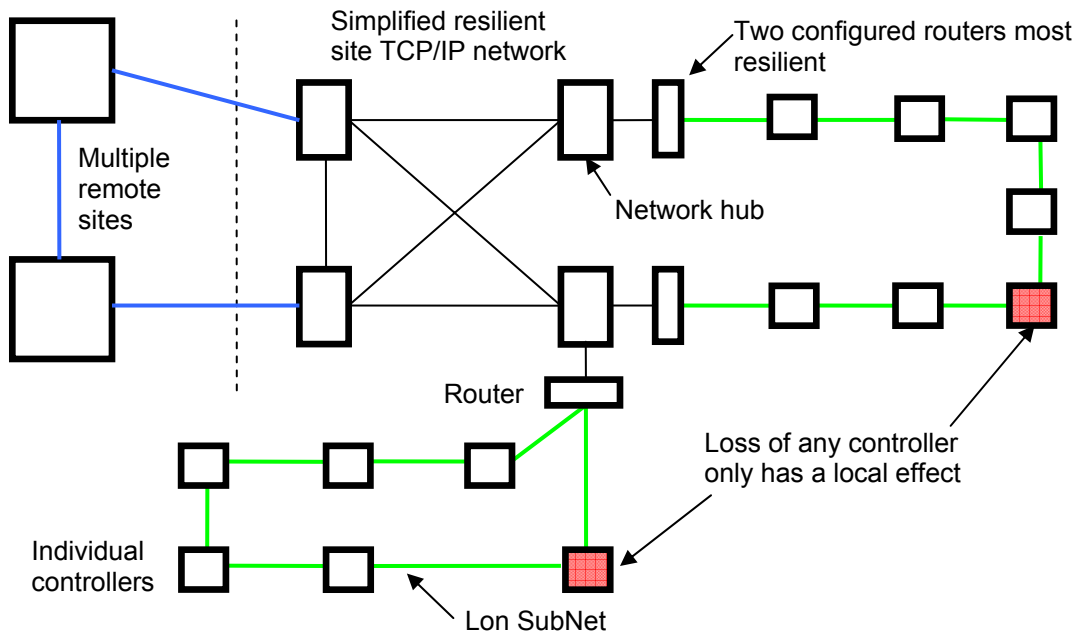 Simplified resilient
site TCP/IP network
Two configured routers most
resilient
Multiple
remote
sites
Network hub
Router
Loss of any controller
only has a local effect
Individual
controllers
Lon SubNet